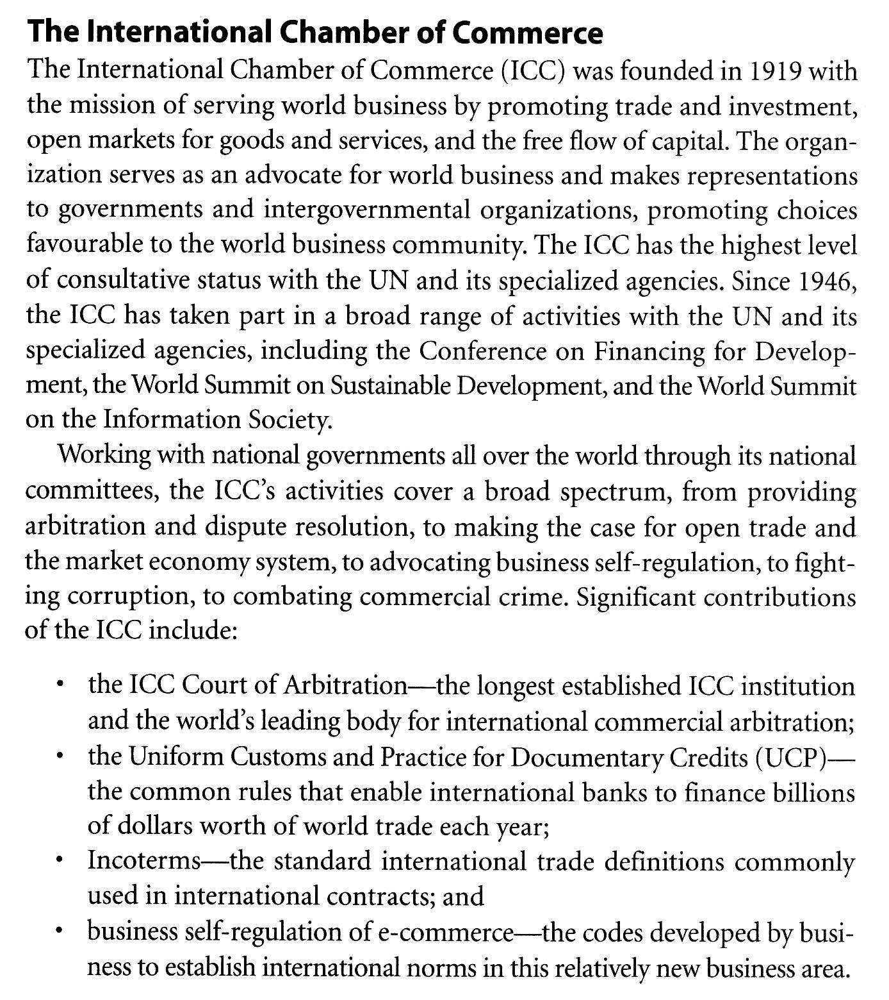 The International Chamber of Commerce
The International Chamber of Commerce (ICC) was founded in 1919 with
the mission of serving world business by promoting trade and investment,
open markets for goods and services, and the free flow of capital. The organ-
ization serves as an advocate for world business and makes representations
to governments and intergovernmental organizations, promoting choices
favourable to the world business community. The ICC has the highest level
of consultative status with the UN and its specialized agencies. Since 1946,
the ICC has taken part in a broad range of activities with the UN and its
specialized agencies, including the Conference on Financing for Develop-
ment, the World Summit on Sustainable Development, and the World Summit
on the Information Society.
Working with national governments all over the world through its national
committees, the ICC's activities cover a broad spectrum, from providing
arbitration and dispute resolution, to making the case for open trade and
the market economy system, to advocating business self-regulation, to fight-
ing corruption, to combating commercial crime. Significant contributions
of the ICC include:
• the ICC Court of Arbitration—the longest established ICC institution
and the world's leading body for international commercial arbitration;
• the Uniform Customs and Practice for Documentary Credits (UCP)—
the common rules that enable international banks to finance billions
of dollars worth of world trade each year;
• Incoterms—the standard international trade definitions commonly
used in international contracts; and
• business self-regulation of e-commerce—the codes developed by busi-
ness to establish international norms in this relatively new business area.